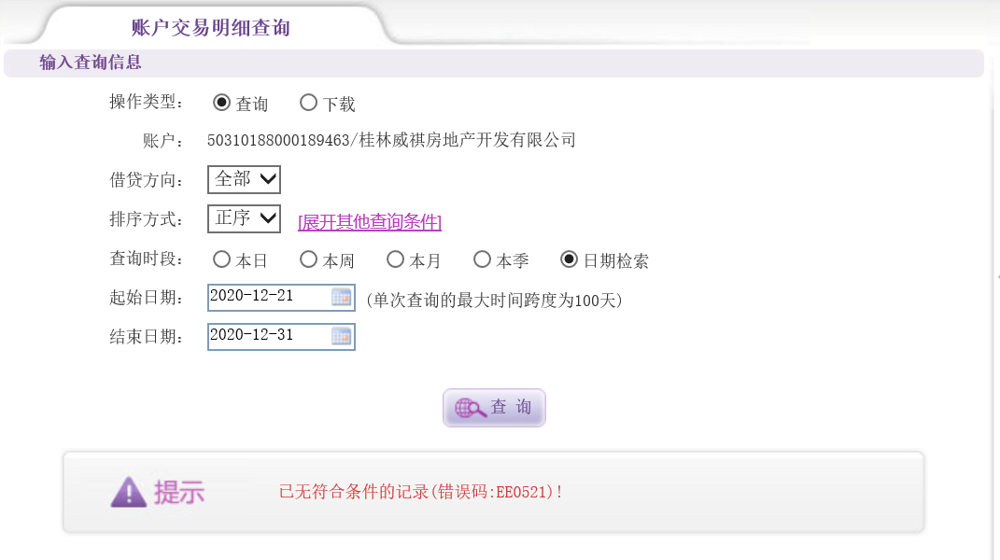 账户交易明细查询
输入查询信息
操作类型: 查询 下载
账户: 50310188000189463/桂林威祺房地产开发有限公司
借贷方向: 全部
排序方式: 正序 [展开其他查询条件]
查询时段: 本日 本周 本月 本季 日期检索
起始日期: 2020-12-21 (单次查询的最大时间跨度为100天)
结束日期: 2020-12-31
查 询
提示 已无符合条件的记录(错误码:EE0521)!